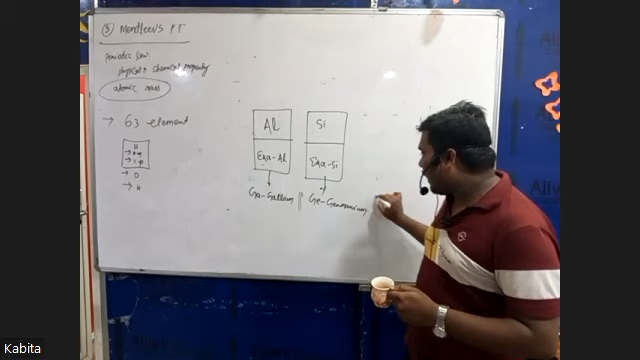 ③ Mendleev's P.T
Periodic law:
physical & chemical property
atomic mass
→ 63 element
H
→ O
→ H
Al
Si
Eka-Al
Eka-Si
Ga-Gallium
Ge-Germanium
Kabita